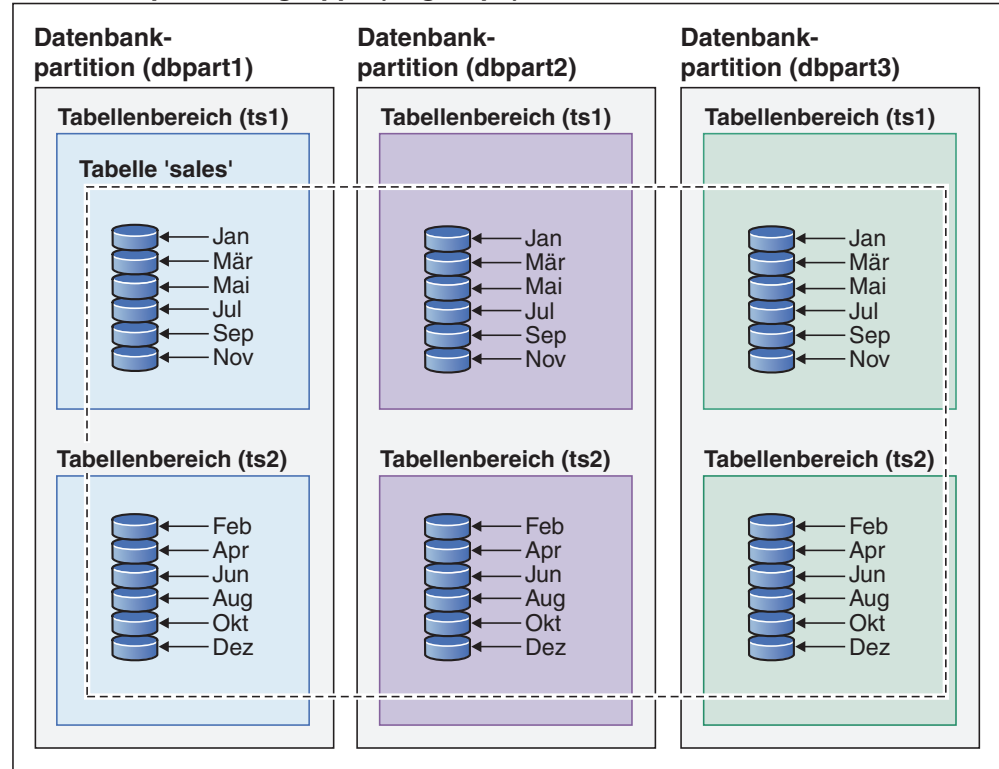 Datenbank-
partition (dbpart1)
Tabellenbereich (ts1)
Tabelle 'sales'
Jan
Mär
Mai
Jul
Sep
Nov
Tabellenbereich (ts2)
Feb
Apr
Jun
Aug
Okt
Dez
Datenbank-
partition (dbpart2)
Tabellenbereich (ts1)
Jan
Mär
Mai
Jul
Sep
Nov
Tabellenbereich (ts2)
Feb
Apr
Jun
Aug
Okt
Dez
Datenbank-
partition (dbpart3)
Tabellenbereich (ts1)
Jan
Mär
Mai
Jul
Sep
Nov
Tabellenbereich (ts2)
Feb
Apr
Jun
Aug
Okt
Dez